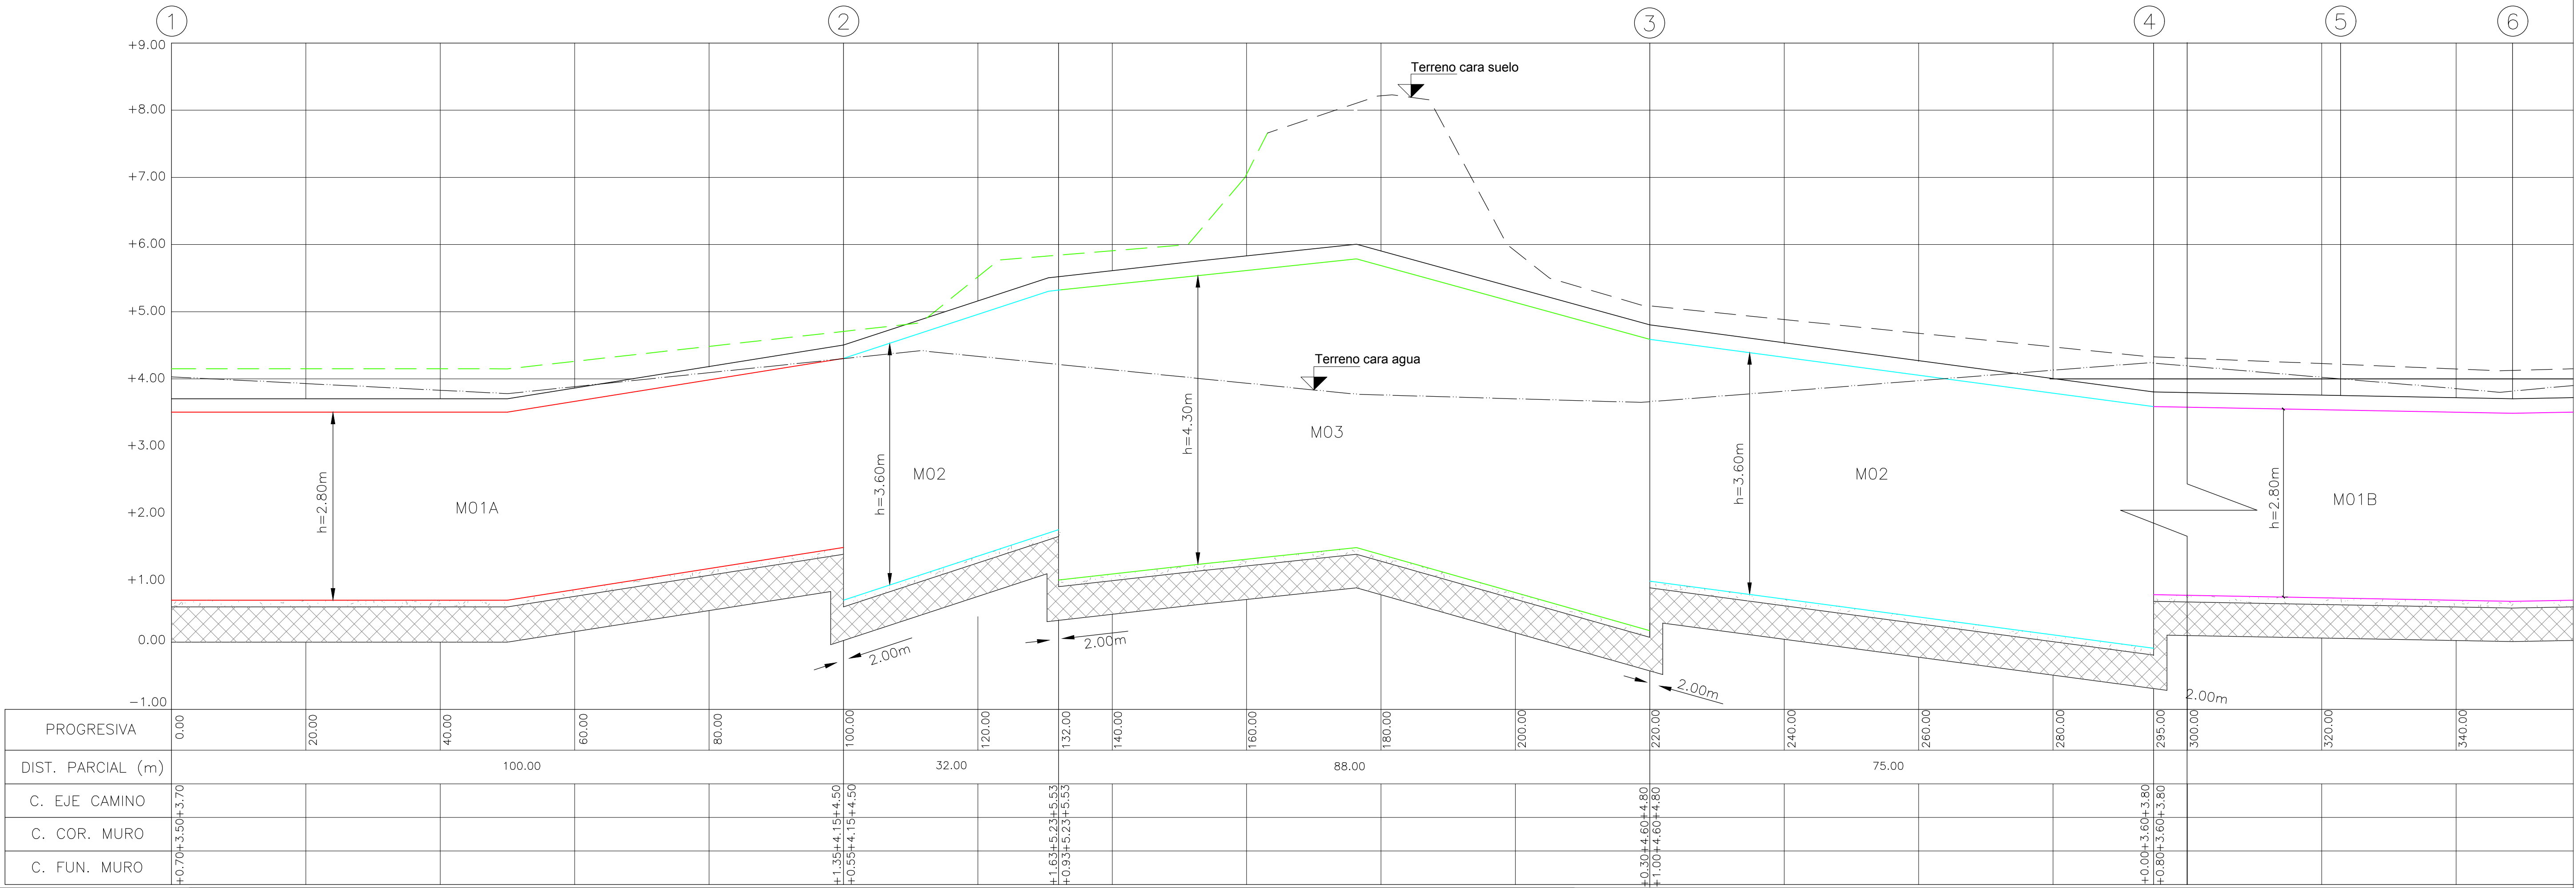 1 2 3 4 5 6
+9.00
Terreno cara suelo
+8.00
+7.00
+6.00
+5.00
Terreno cara agua
+4.00
h=2.80m
h=3.60m
h=4.30m
h=3.60m
h=2.80m
M03
+3.00
M02
M02
M01A
M01B
+2.00
+1.00
0.00
2.00m
2.00m
2.00m
2.00m
−1.00
PROGRESIVA 0.00 20.00 40.00 60.00 80.00 100.00 120.00 132.00 140.00 160.00 180.00 200.00 220.00 240.00 260.00 280.00 295.00 300.00 320.00 340.00
DIST. PARCIAL (m) 100.00 32.00 88.00 75.00
C. EJE CAMINO +3.70 +4.50 +4.50 +5.53 +5.53 +4.80 +4.80 +3.80 +3.80
C. COR. MURO +3.50 +4.15 +4.15 +5.23 +5.23 +4.60 +4.60 +3.60 +3.60
C. FUN. MURO +0.70 +1.35 +0.55 +1.63 +0.93 +0.30 +1.00 +0.00 +0.80